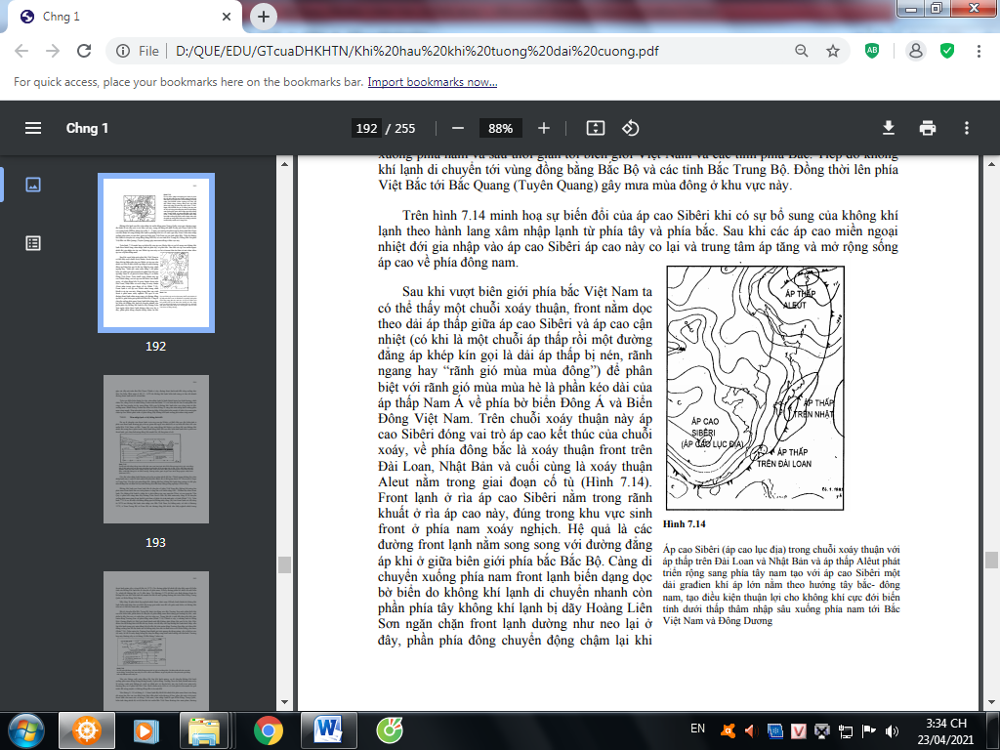 Chng 1
File | D:/QUE/EDU/GTcuaDHKHTN/Khi%20hau%20khi%20tuong%20dai%20cuong.pdf
For quick access, place your bookmarks here on the bookmarks bar. Import bookmarks now...
Chng 1
192 / 255
88%
192
193
xuống phía nam và sau thời gian tới biên giới Việt Nam và các tỉnh phía Bắc. Tiếp đó không
khí lạnh di chuyển tới vùng đồng bằng Bắc Bộ và các tỉnh Bắc Trung Bộ. Đồng thời lên phía
Việt Bắc tới Bắc Quang (Tuyên Quang) gây mưa mùa đông ở khu vực này.
Trên hình 7.14 minh hoạ sự biến đổi của áp cao Sibêri khi có sự bổ sung của không khí
lạnh theo hành lang xâm nhập lạnh từ phía tây và phía bắc. Sau khi các áp cao miền ngoại
nhiệt đới gia nhập vào áp cao Sibêri áp cao này co lại và trung tâm áp tăng và mở rộng sống
áp cao về phía đông nam.
Sau khi vượt biên giới phía bắc Việt Nam ta
có thể thấy một chuỗi xoáy thuận, front nằm dọc
theo dải áp thấp giữa áp cao Sibêri và áp cao cận
nhiệt (có khi là một chuỗi áp thấp rồi một đường
đẳng áp khép kín gọi là dải áp thấp bị nén, rãnh
ngang hay “rãnh gió mùa mùa đông”) để phân
biệt với rãnh gió mùa mùa hè là phần kéo dài của
áp thấp Nam Á về phía bờ biển Đông Á và Biển
Đông Việt Nam. Trên chuỗi xoáy thuận này áp
cao Sibêri đóng vai trò áp cao kết thúc của chuỗi
xoáy, về phía đông bắc là xoáy thuận front trên
Đài Loan, Nhật Bản và cuối cùng là xoáy thuận
Aleut nằm trong giai đoạn cố tù (Hình 7.14).
Front lạnh ở rìa áp cao Sibêri nằm trong rãnh
khuất ở rìa áp cao này, đúng trong khu vực sinh
front ở phía nam xoáy nghịch. Hệ quả là các
đường front lạnh nằm song song với đường đẳng
áp khi ở giữa biên giới phía bắc Bắc Bộ. Càng di
chuyển xuống phía nam front lạnh biến dạng dọc
bờ biển do không khí lạnh di chuyển nhanh còn
phần phía tây không khí lạnh bị dãy Hoàng Liên
Sơn ngăn chặn front lạnh dường như neo lại ở
đây, phần phía đông chuyển động chậm lại khi
ÁP THẤP
ALEUT
ÁP THẤP
TRÊN NHẬT
ÁP CAO
SIBÊRI
(ÁP CAO LỤC ĐỊA)
ÁP THẤP
TRÊN ĐÀI LOAN
Hình 7.14
Áp cao Sibêri (áp cao lục địa) trong chuỗi xoáy thuận với
áp thấp trên Đài Loan và Nhật Bản và áp thấp Alêut phát
triển rộng sang phía tây nam tạo với áp cao Sibêri một
dải gradien khí áp lớn nằm theo hướng tây bắc- đông
nam, tạo điều kiện thuận lợi cho không khí cực đới biến
tính dưới thấp thâm nhập sâu xuống phía nam tới Bắc
Việt Nam và Đông Dương
EN
3:34 CH
23/04/2021